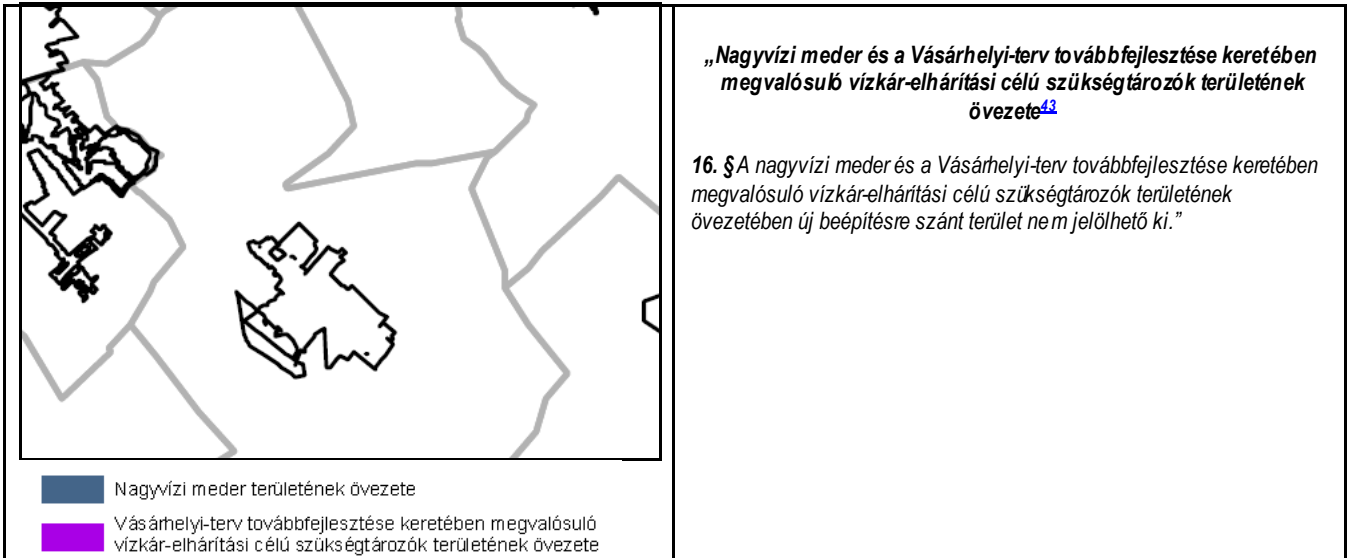 „Nagyvízi meder és a Vásárhelyi-terv továbbfejlesztése keretében
megvalósuló vízkár-elhárítási célú szükségtározók területének
övezete43
16. § A nagyvízi meder és a Vásárhelyi-terv továbbfejlesztése keretében
megvalósuló vízkár-elhárítási célú szükségtározók területének
övezetében új beépítésre szánt terület nem jelölhető ki.”
Nagyvízi meder területének övezete
Vásárhelyi-terv továbbfejlesztése keretében megvalósuló
vízkár-elhárítási célú szükségtározók területének övezete